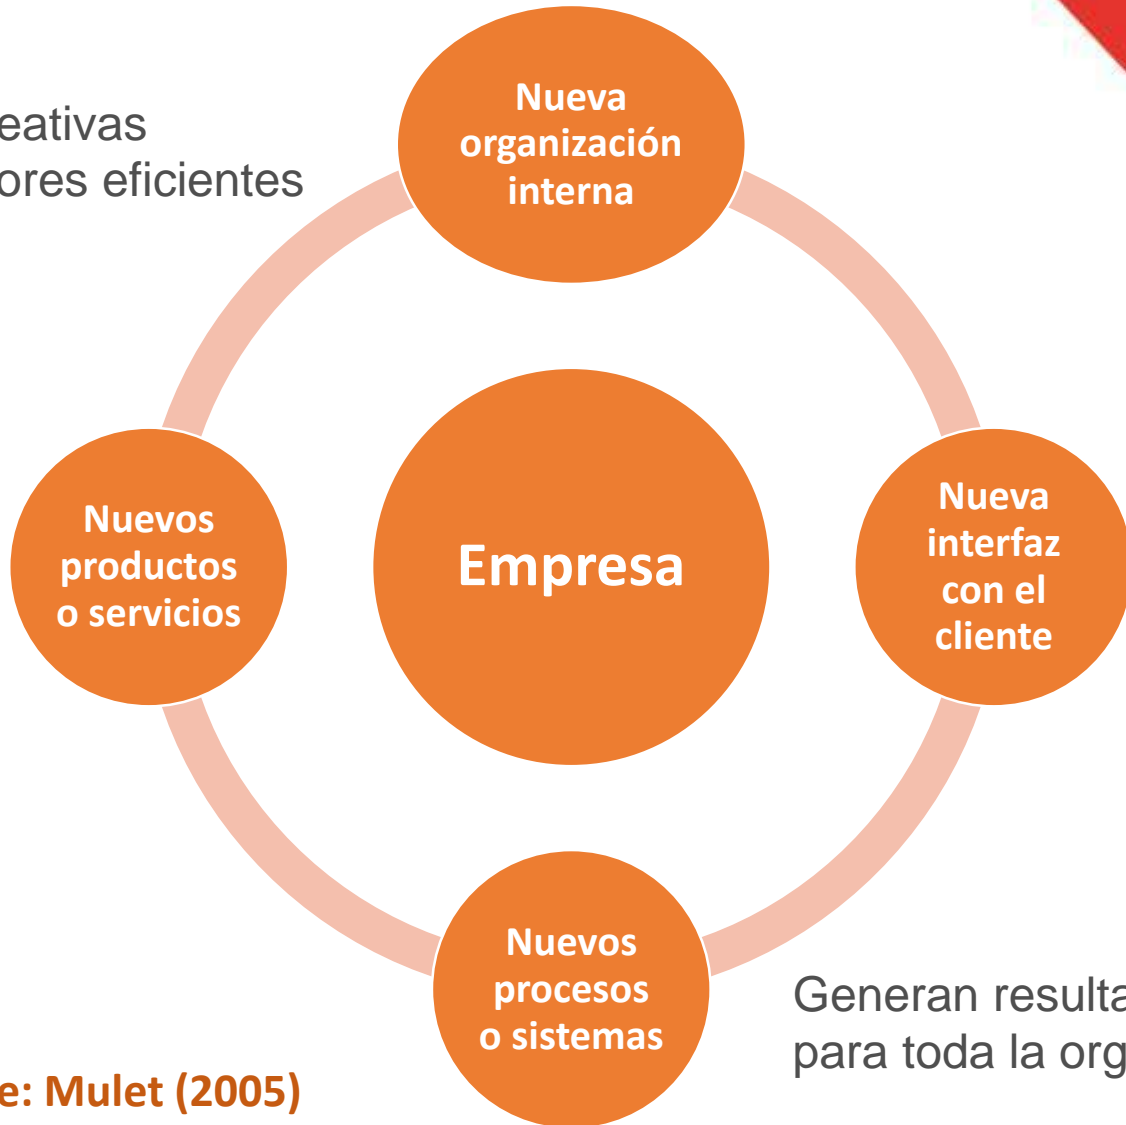 Nueva
organización
interna
eativas
ores eficientes
Nuevos
productos
o servicios
Empresa
Nueva
interfaz
con el
cliente
Nuevos
procesos
o sistemas
Generan resulta
para toda la org
e: Mulet (2005)